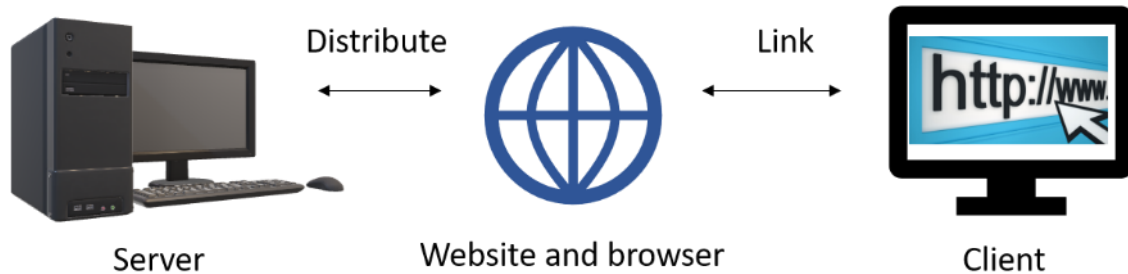 Distribute
Link
http://www.
Server
Website and browser
Client